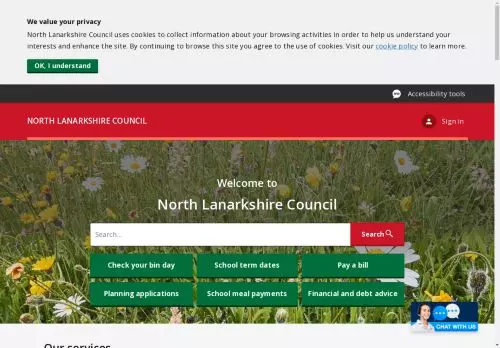 We value your privacy
North Lanarkshire Council uses cookies to collect information about your browsing activities in order to help us understand your
interests and enhance the site. By continuing to browse this site you agree to the use of cookies. Visit our cookie policy to learn more.
OK, I understand
Accessibility tools
NORTH LANARKSHIRE COUNCIL
Sign in
Welcome to
North Lanarkshire Council
Search...
Search
Check your bin day
School term dates
Pay a bill
Planning applications
School meal payments
Financial and debt advice
CHAT WITH US
Our services